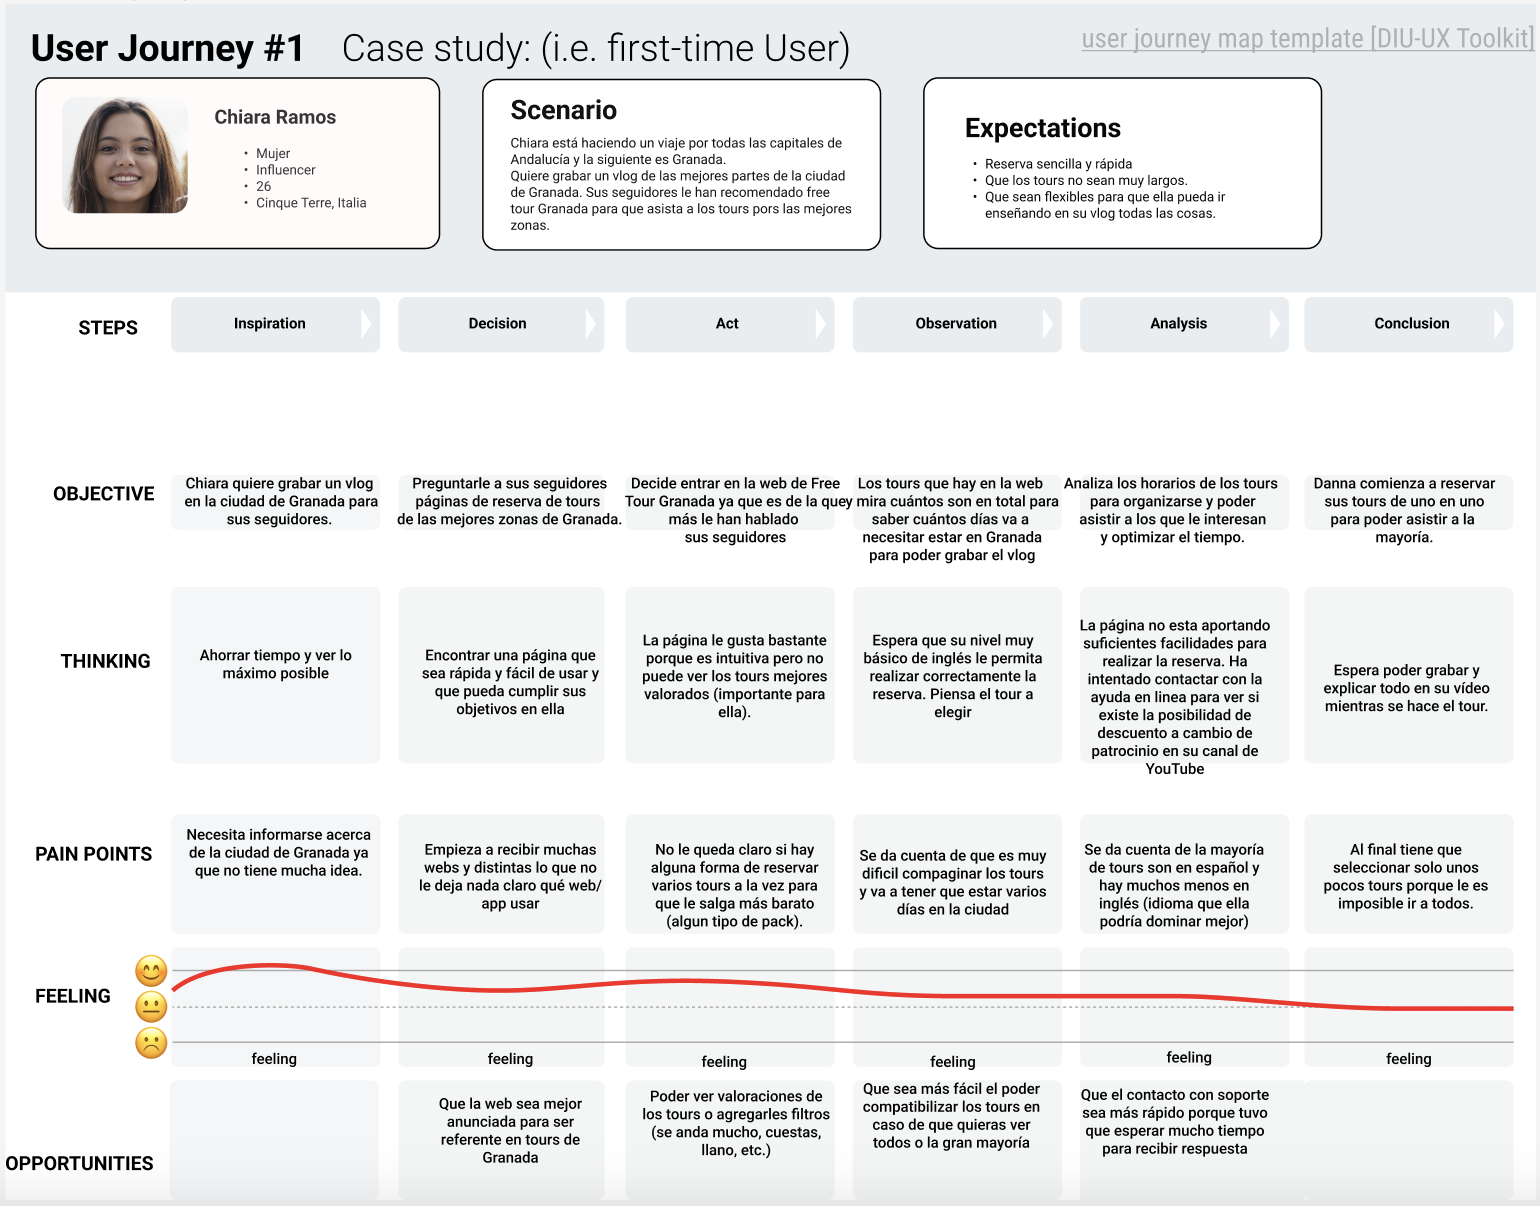 User Journey #1 Case study: (i.e. first-time User)
user journey map template [DIU-UX Toolkit]
Chiara Ramos
• Mujer
• Influencer
• 26
• Cinque Terre, Italia
Scenario
Chiara está haciendo un viaje por todas las capitales de
Andalucía y la siguiente es Granada.
Quiere grabar un vlog de las mejores partes de la ciudad
de Granada. Sus seguidores le han recomendado free
tour Granada para que asista a los tours pors las mejores
zonas.
Expectations
• Reserva sencilla y rápida
• Que los tours no sean muy largos.
• Que sean flexibles para que ella pueda ir
enseñando en su vlog todas las cosas.
STEPS
Inspiration
Decision
Act
Observation
Analysis
Conclusion
OBJECTIVE
Chiara quiere grabar un vlog
en la ciudad de Granada para
sus seguidores.
Preguntarle a sus seguidores
páginas de reserva de tours
de las mejores zonas de Granada.
Decide entrar en la web de Free
Tour Granada ya que es de la que
más le han hablado
sus seguidores
Los tours que hay en la web
y mira cuántos son en total para
saber cuántos días va a
necesitar estar en Granada
para poder grabar el vlog
Analiza los horarios de los tours
para organizarse y poder
asistir a los que le interesan
y optimizar el tiempo.
Danna comienza a reservar
sus tours de uno en uno
para poder asistir a la
mayoría.
THINKING
Ahorrar tiempo y ver lo
máximo posible
Encontrar una página que
sea rápida y fácil de usar y
que pueda cumplir sus
objetivos en ella
La página le gusta bastante
porque es intuitiva pero no
puede ver los tours mejores
valorados (importante para
ella).
Espera que su nivel muy
básico de inglés le permita
realizar correctamente la
reserva. Piensa el tour a
elegir
La página no esta aportando
suficientes facilidades para
realizar la reserva. Ha
intentado contactar con la
ayuda en linea para ver si
existe la posibilidad de
descuento a cambio de
patrocinio en su canal de
YouTube
Espera poder grabar y
explicar todo en su vídeo
mientras se hace el tour.
PAIN POINTS
Necesita informarse acerca
de la ciudad de Granada ya
que no tiene mucha idea.
Empieza a recibir muchas
webs y distintas lo que no
le deja nada claro qué web/
app usar
No le queda claro si hay
alguna forma de reservar
varios tours a la vez para
que le salga más barato
(algun tipo de pack).
Se da cuenta de que es muy
dificil compaginar los tours
y va a tener que estar varios
días en la ciudad
Se da cuenta de la mayoría
de tours son en español y
hay muchos menos en
inglés (idioma que ella
podría dominar mejor)
Al final tiene que
seleccionar solo unos
pocos tours porque le es
imposible ir a todos.
FEELING
feeling
feeling
feeling
feeling
feeling
feeling
OPPORTUNITIES
Que la web sea mejor
anunciada para ser
referente en tours de
Granada
Poder ver valoraciones de
los tours o agregarles filtros
(se anda mucho, cuestas,
llano, etc.)
Que sea más fácil el poder
compatibilizar los tours en
caso de que quieras ver
todos o la gran mayoría
Que el contacto con soporte
sea más rápido porque tuvo
que esperar mucho tiempo
para recibir respuesta